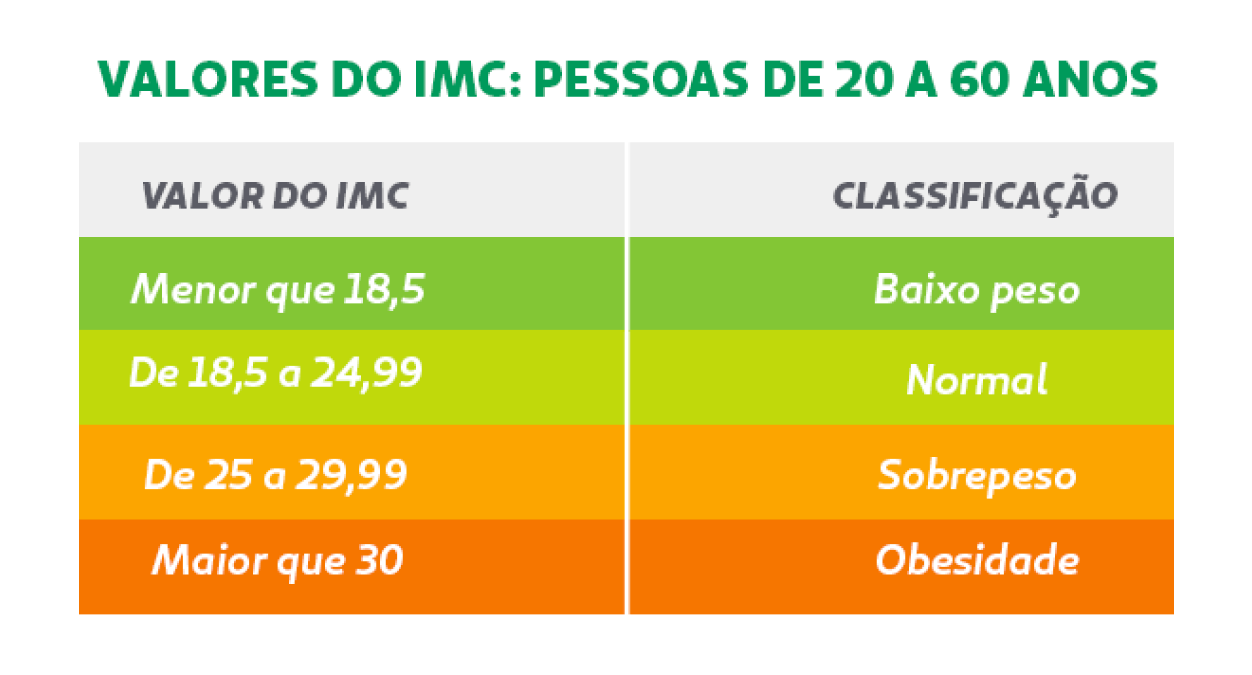 VALORES DO IMC: PESSOAS DE 20 A 60 ANOS
VALOR DO IMC CLASSIFICAÇÃO
Menor que 18,5 Baixo peso
De 18,5 a 24,99 Normal
De 25 a 29,99 Sobrepeso
Maior que 30 Obesidade